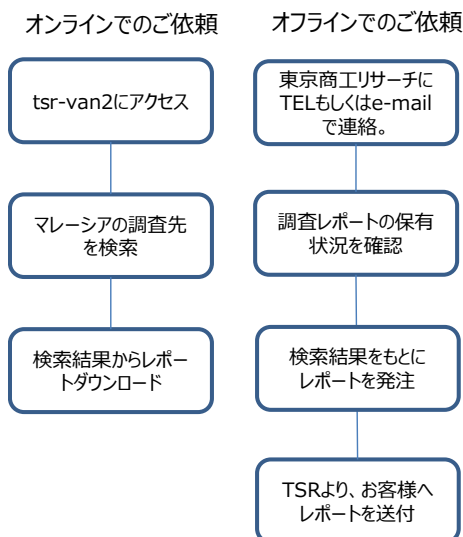 オンラインでのご依頼
tsr-van2にアクセス
マレーシアの調査先
を検索
検索結果からレポー
トダウンロード
オフラインでのご依頼
東京商工リサーチに
TELもしくはe-mail
で連絡。
調査レポートの保有
状況を確認
検索結果をもとに
レポートを発注
TSRより、お客様へ
レポートを送付